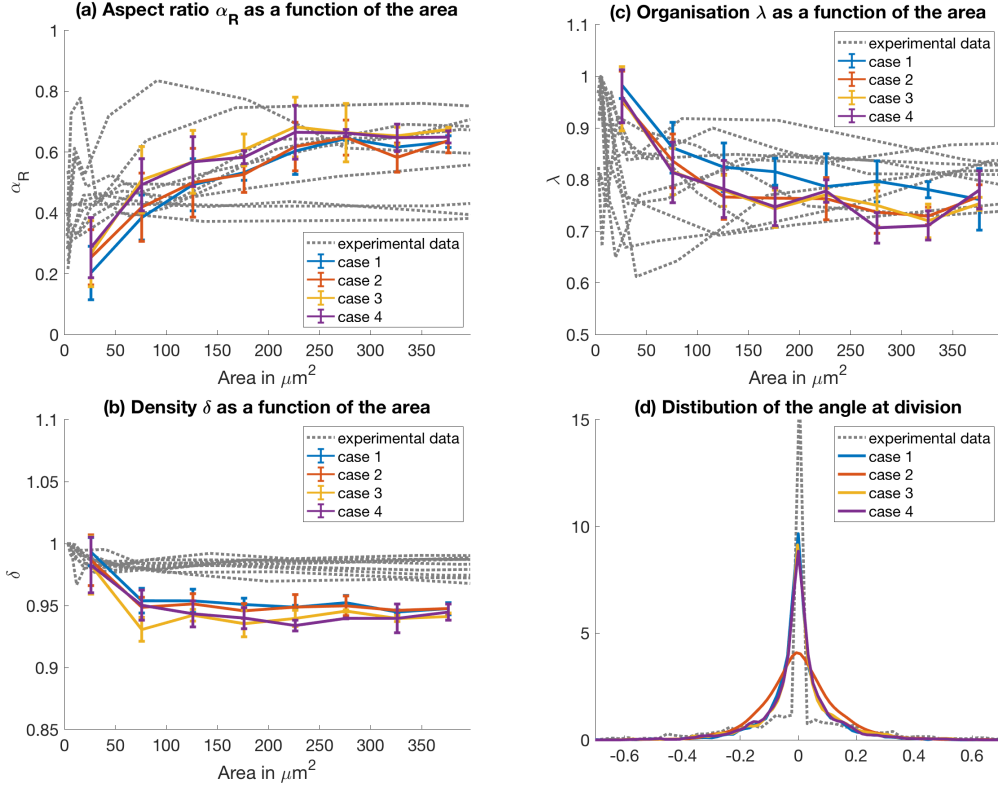 (a) Aspect ratio αR as a function of the area
1
0.8
0.6
0.4
0.2
0
αR
0 50 100 150 200 250 300 350
Area in μm2
experimental data
case 1
case 2
case 3
case 4
(c) Organisation λ as a function of the area
1.1
1
0.9
0.8
0.7
0.6
0.5
λ
0 50 100 150 200 250 300 350
Area in μm2
experimental data
case 1
case 2
case 3
case 4
(b) Density δ as a function of the area
1.1
1.05
1
0.95
0.9
0.85
δ
0 50 100 150 200 250 300 350
Area in μm2
experimental data
case 1
case 2
case 3
case 4
(d) Distibution of the angle at division
15
10
5
0
-0.6 -0.4 -0.2 0 0.2 0.4 0.6
experimental data
case 1
case 2
case 3
case 4